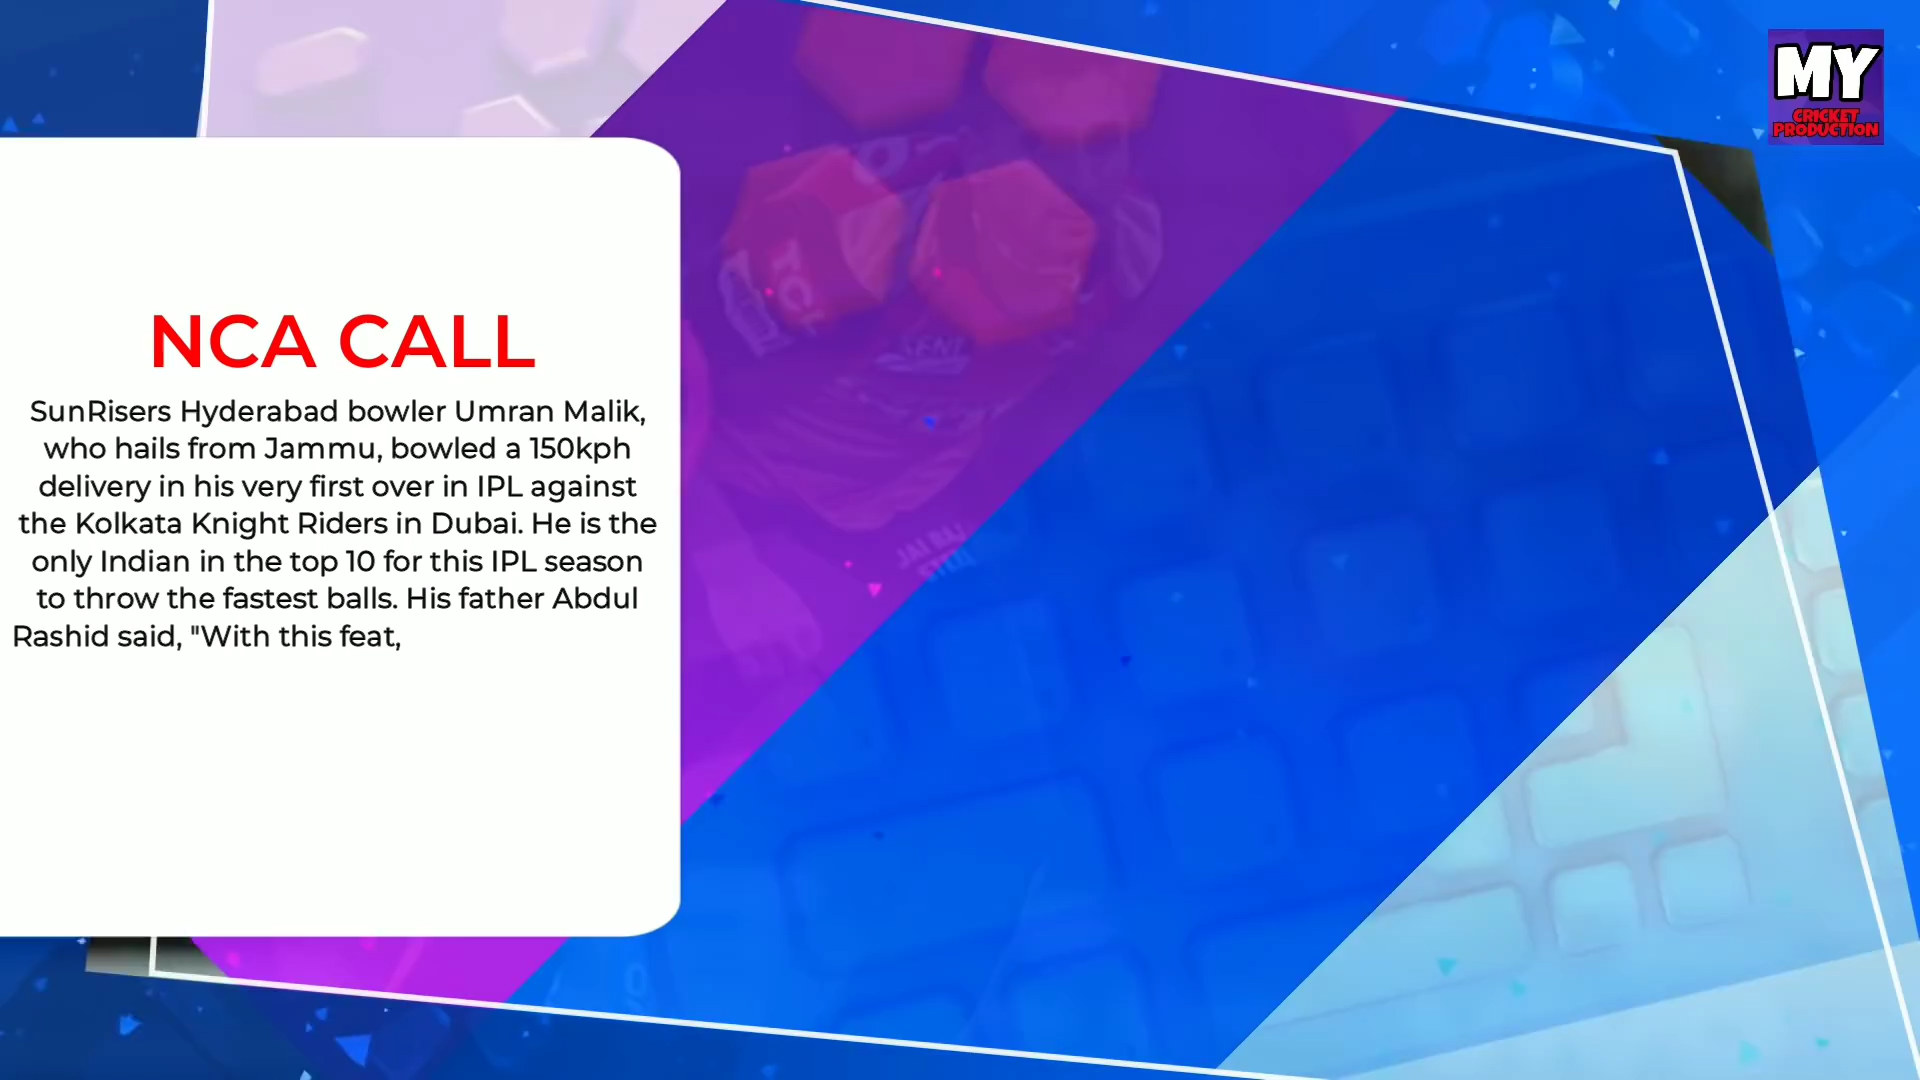 MY
CRICKET
PRODUCTION
NCA CALL
SunRisers Hyderabad bowler Umran Malik,
who hails from Jammu, bowled a 150kph
delivery in his very first over in IPL against
the Kolkata Knight Riders in Dubai. He is the
only Indian in the top 10 for this IPL season
to throw the fastest balls. His father Abdul
Rashid said, "With this feat,
TCL